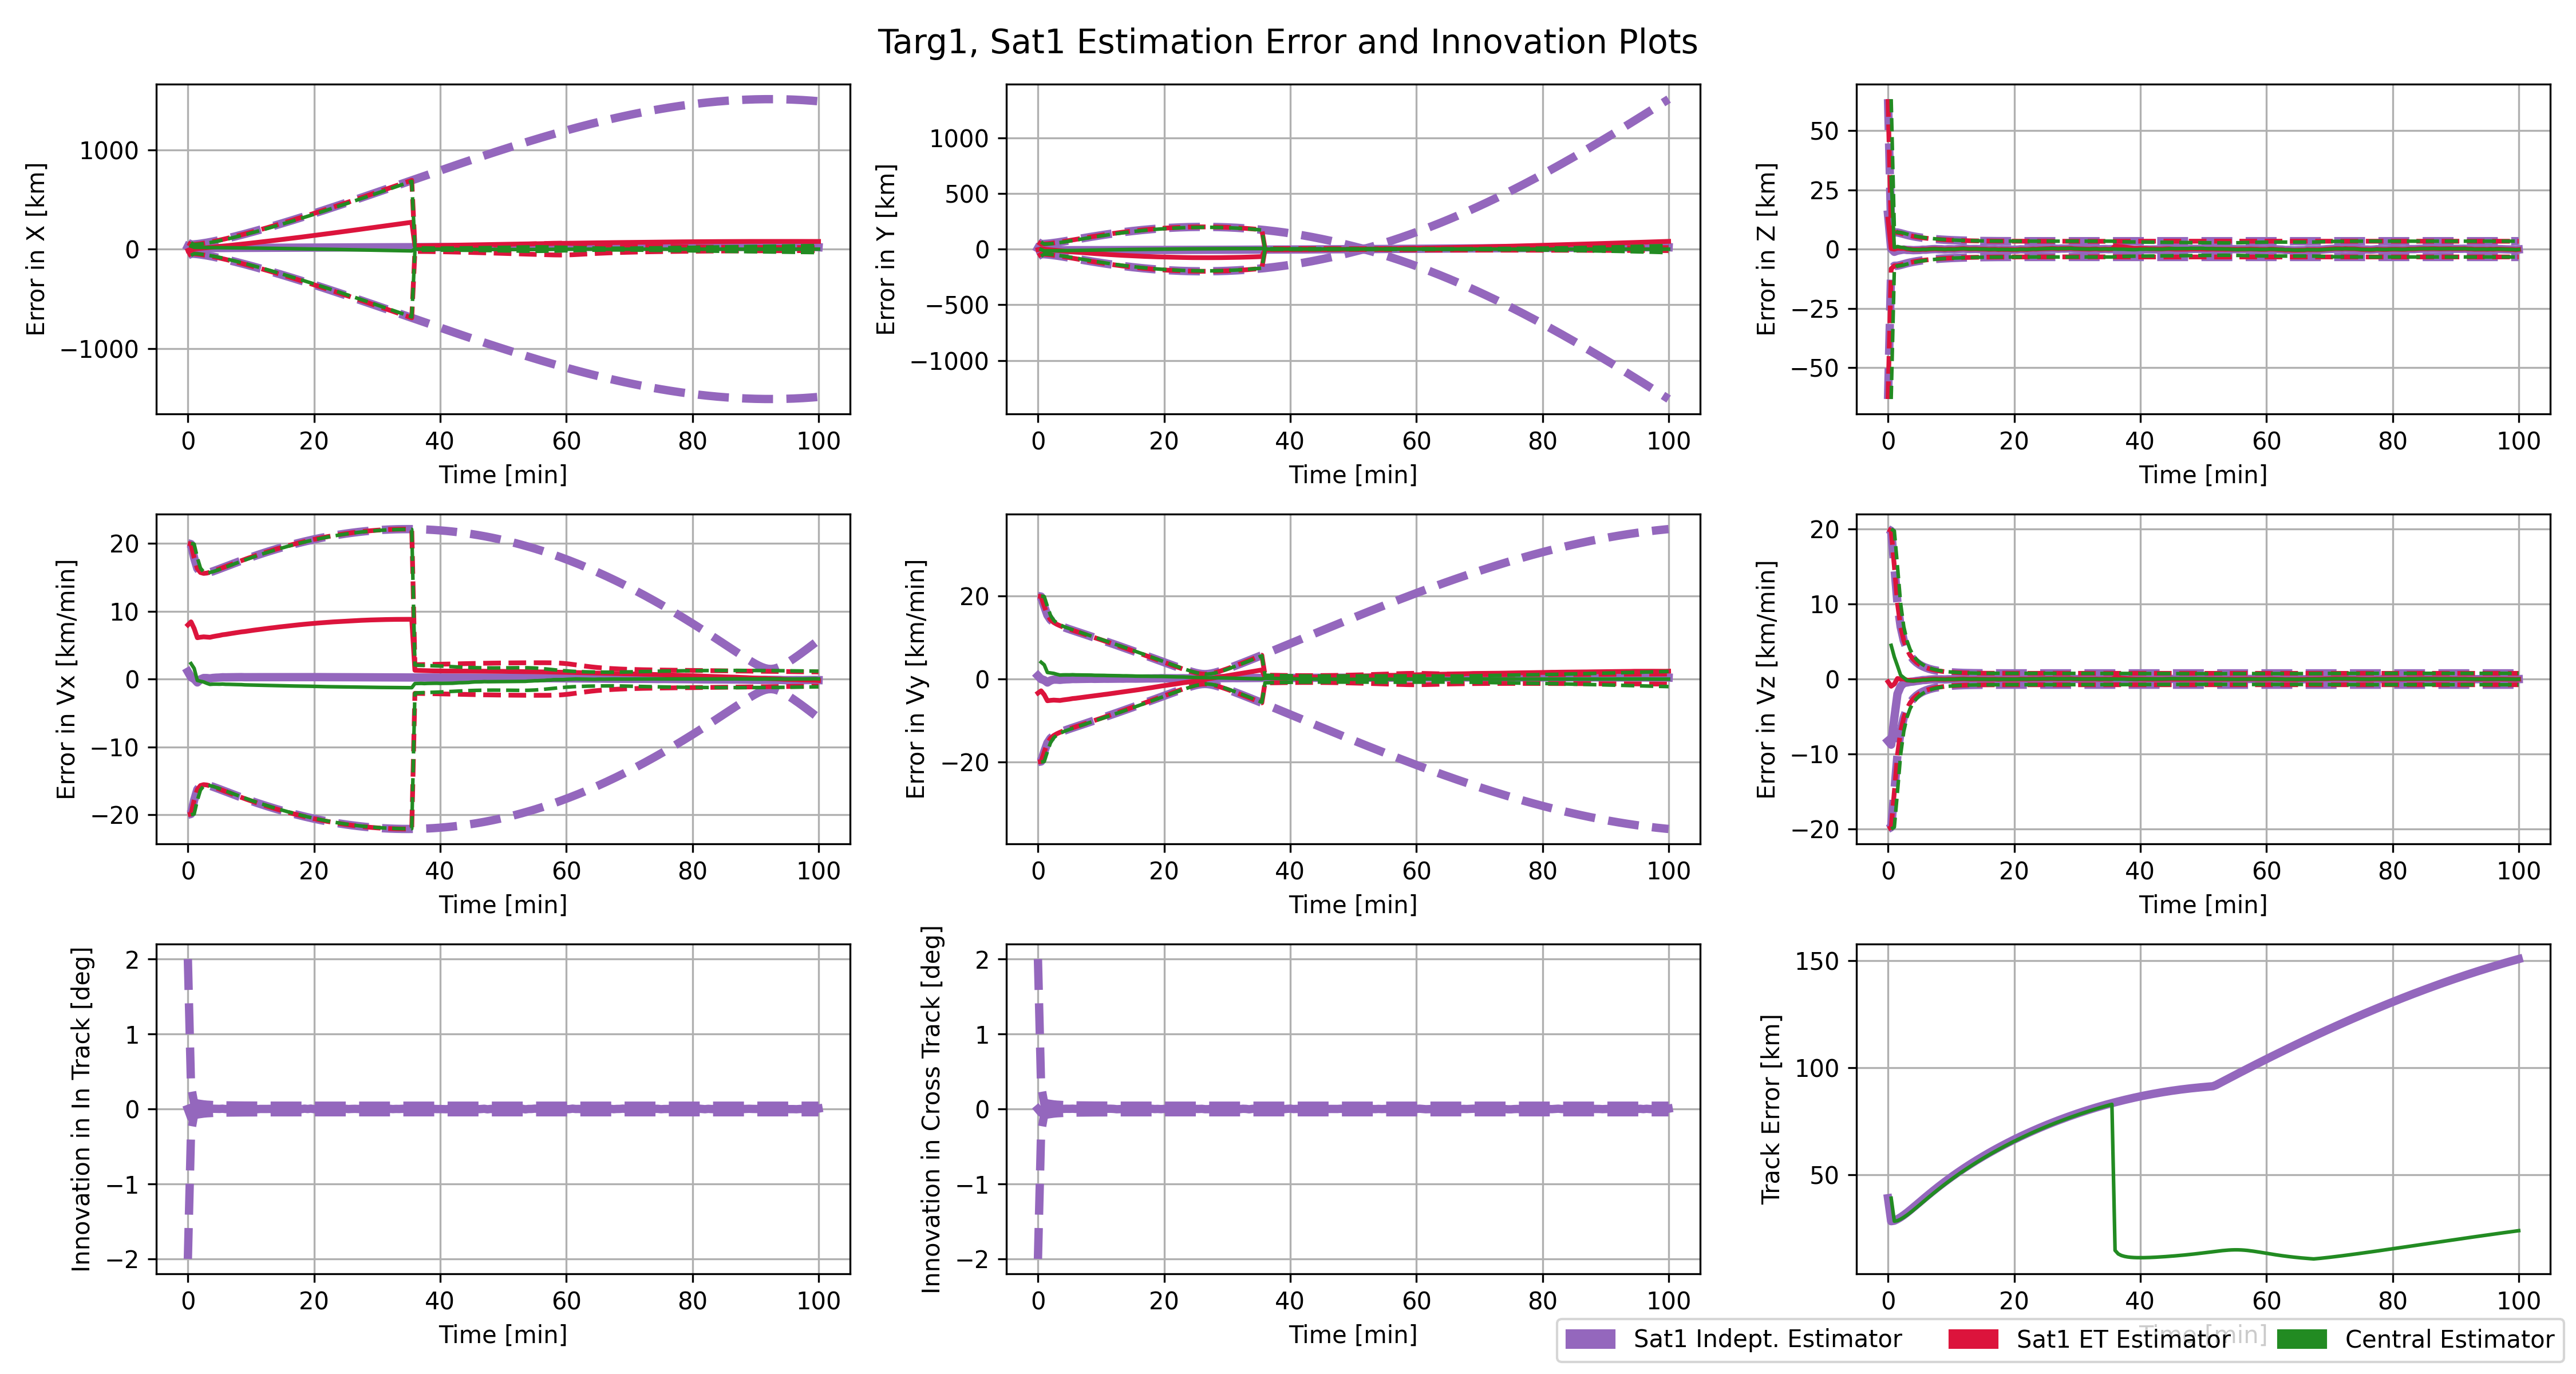 Targ1, Sat1 Estimation Error and Innovation Plots
Error in X [km]
1000
0
−1000
0 20 40 60 80 100
Time [min]
Error in Y [km]
1000
500
0
−500
−1000
0 20 40 60 80 100
Time [min]
Error in Z [km]
50
25
0
−25
−50
0 20 40 60 80 100
Time [min]
Error in Vx [km/min]
20
10
0
−10
−20
0 20 40 60 80 100
Time [min]
Error in Vy [km/min]
20
0
−20
0 20 40 60 80 100
Time [min]
Error in Vz [km/min]
20
10
0
−10
−20
0 20 40 60 80 100
Time [min]
Innovation in In Track [deg]
2
1
0
−1
−2
0 20 40 60 80 100
Time [min]
Innovation in Cross Track [deg]
2
1
0
−1
−2
0 20 40 60 80 100
Time [min]
Track Error [km]
150
100
50
0 20 40 60 80 100
Time [min]
Sat1 Indept. Estimator Sat1 ET Estimator Central Estimator